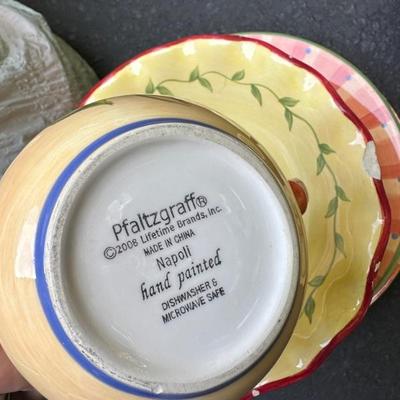 Pfaltzgraff®
©2008 Lifetime Brands, Inc.
MADE IN CHINA
Napoli
hand painted
DISHWASHER &
MICROWAVE SAFE